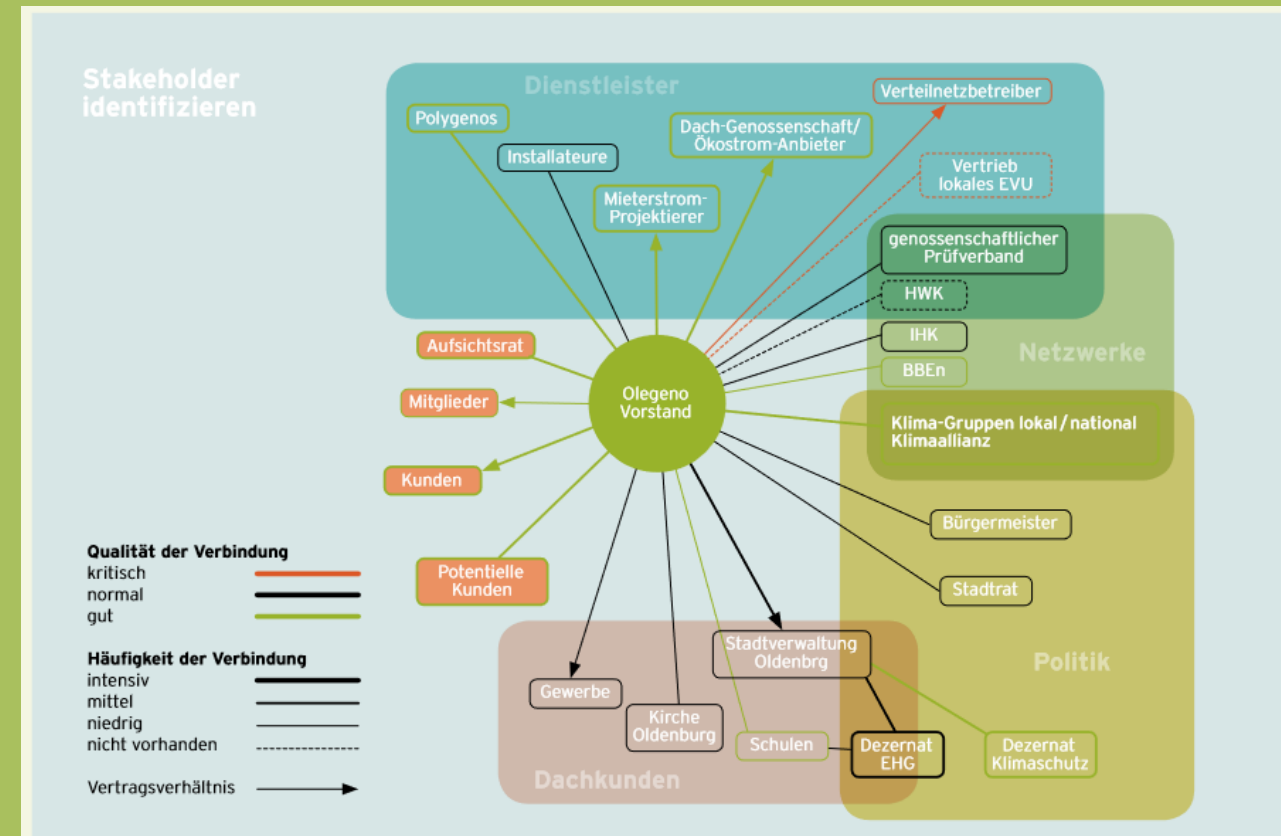 Stakeholder
identifizieren
Dienstleister
Verteilnetzbetreiber
Polygenos
Dach-Genossenschaft/
Ökostrom-Anbieter
Installateure
Vertrieb
lokales EVU
Mieterstrom-
Projektierer
genossenschaftlicher
Prüfverband
HWK
IHK
Netzwerke
BBEn
Aufsichtsrat
Mitglieder
Olegeno
Vorstand
Klima-Gruppen lokal/national
Klimaallianz
Kunden
Bürgermeister
Potentielle
Kunden
Stadtrat
Stadtverwaltung
Oldenbrg
Politik
Gewerbe
Kirche
Oldenburg
Schulen
Dezernat
EHG
Dezernat
Klimaschutz
Dachkunden
Qualität der Verbindung
kritisch
normal
gut
Häufigkeit der Verbindung
intensiv
mittel
niedrig
nicht vorhanden
Vertragsverhältnis